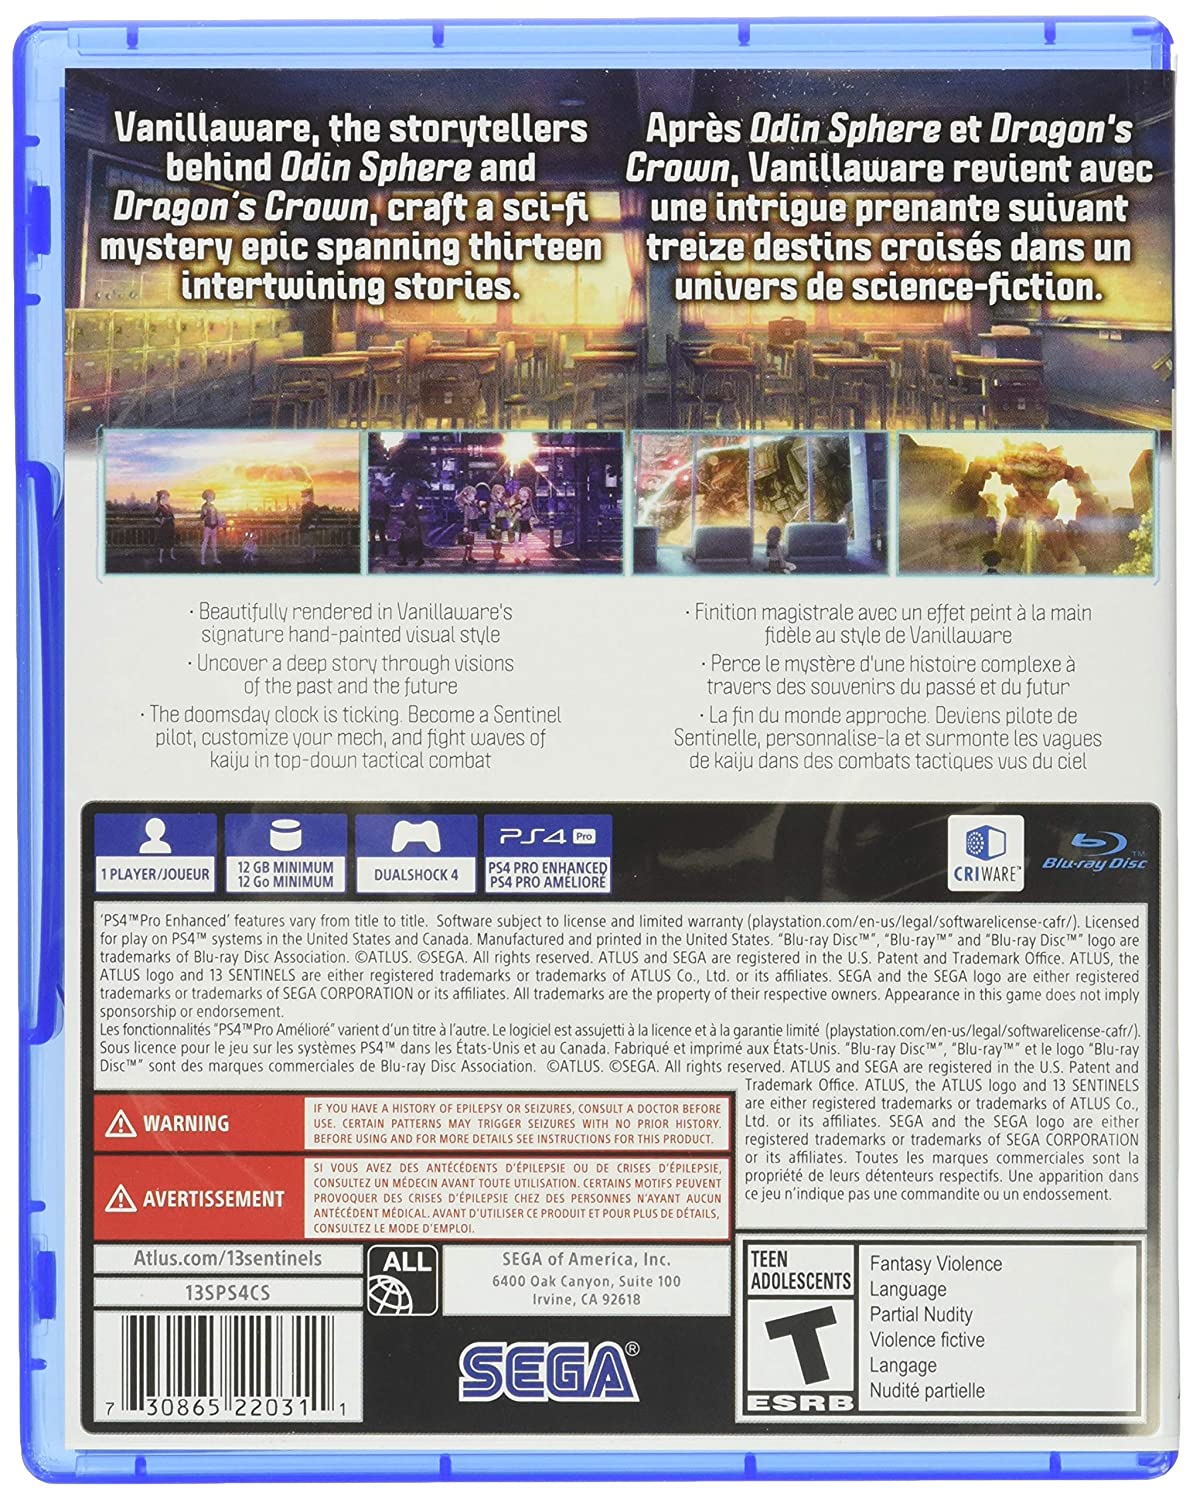 Vanillaware, the storytellers
behind Odin Sphere and
Dragon's Crown, craft a sci-fi
mystery epic spanning thirteen
intertwining stories.
Après Odin Sphere et Dragon's
Crown, Vanillaware revient avec
une intrigue prenante suivant
treize destins croisés dans un
univers de science-fiction.
· Beautifully rendered in Vanillaware's
signature hand-painted visual style
· Uncover a deep story through visions
of the past and the future
· The doomsday clock is ticking. Become a Sentinel
pilot, customize your mech, and fight waves of
kaiju in top-down tactical combat
· Finition magistrale avec un effet peint à la main
fidèle au style de Vanillaware
· Perce le mystère d'une histoire complexe à
travers des souvenirs du passé et du futur
· La fin du monde approche. Deviens pilote de
Sentinelle, personnalise-la et surmonte les vagues
de kaiju dans des combats tactiques vus du ciel
1 PLAYER/JOUEUR
12 GB MINIMUM
12 Go MINIMUM
DUALSHOCK 4
PS4 Pro
PS4 PRO ENHANCED
PS4 PRO AMÉLIORÉ
CRIWARE™
Blu-ray Disc™
'PS4™Pro Enhanced' features vary from title to title. Software subject to license and limited warranty (playstation.com/en-us/legal/softwarelicense-cafr/). Licensed
for play on PS4™ systems in the United States and Canada. Manufactured and printed in the United States. "Blu-ray Disc™", "Blu-ray™" and "Blu-ray Disc™" logo are
trademarks of Blu-ray Disc Association. ©ATLUS. ©SEGA. All rights reserved. ATLUS and SEGA are registered in the U.S. Patent and Trademark Office. ATLUS, the
ATLUS logo and 13 SENTINELS are either registered trademarks or trademarks of ATLUS Co., Ltd. or its affiliates. SEGA and the SEGA logo are either registered
trademarks or trademarks of SEGA CORPORATION or its affiliates. All trademarks are the property of their respective owners. Appearance in this game does not imply
sponsorship or endorsement.
Les fonctionnalités "PS4™Pro Amélioré" varient d'un titre à l'autre. Le logiciel est assujetti à la licence et à la garantie limité (playstation.com/en-us/legal/softwarelicense-cafr/).
Sous licence pour le jeu sur les systèmes PS4™ dans les États-Unis et au Canada. Fabriqué et imprimé aux États-Unis. "Blu-ray Disc™", "Blu-ray™" et le logo "Blu-ray
Disc™" sont des marques commerciales de Blu-ray Disc Association. ©ATLUS. ©SEGA. All rights reserved. ATLUS and SEGA are registered in the U.S. Patent and
Trademark Office. ATLUS, the ATLUS logo and 13 SENTINELS
are either registered trademarks or trademarks of ATLUS Co.,
Ltd. or its affiliates. SEGA and the SEGA logo are either
registered trademarks or trademarks of SEGA CORPORATION
or its affiliates. Toutes les marques commerciales sont la
propriété de leurs détenteurs respectifs. Une apparition dans
ce jeu n'indique pas une commandite ou un endossement.
WARNING
IF YOU HAVE A HISTORY OF EPILEPSY OR SEIZURES, CONSULT A DOCTOR BEFORE
USE. CERTAIN PATTERNS MAY TRIGGER SEIZURES WITH NO PRIOR HISTORY.
BEFORE USING AND FOR MORE DETAILS SEE INSTRUCTIONS FOR THIS PRODUCT.
AVERTISSEMENT
SI VOUS AVEZ DES ANTÉCÉDENTS D'ÉPILEPSIE OU DE CRISES D'ÉPILEPSIE,
CONSULTEZ UN MÉDECIN AVANT TOUTE UTILISATION. CERTAINS MOTIFS PEUVENT
PROVOQUER DES CRISES D'ÉPILEPSIE CHEZ DES PERSONNES N'AYANT AUCUN
ANTÉCÉDENT MÉDICAL. AVANT D'UTILISER CE PRODUIT ET POUR PLUS DE DÉTAILS,
CONSULTEZ LE MODE D'EMPLOI.
Atlus.com/13sentinels
13SPS4CS
ALL
SEGA of America, Inc.
6400 Oak Canyon, Suite 100
Irvine, CA 92618
SEGA®
7 30865 22031 1
TEEN
ADOLESCENTS
T
ESRB
Fantasy Violence
Language
Partial Nudity
Violence fictive
Langage
Nudité partielle